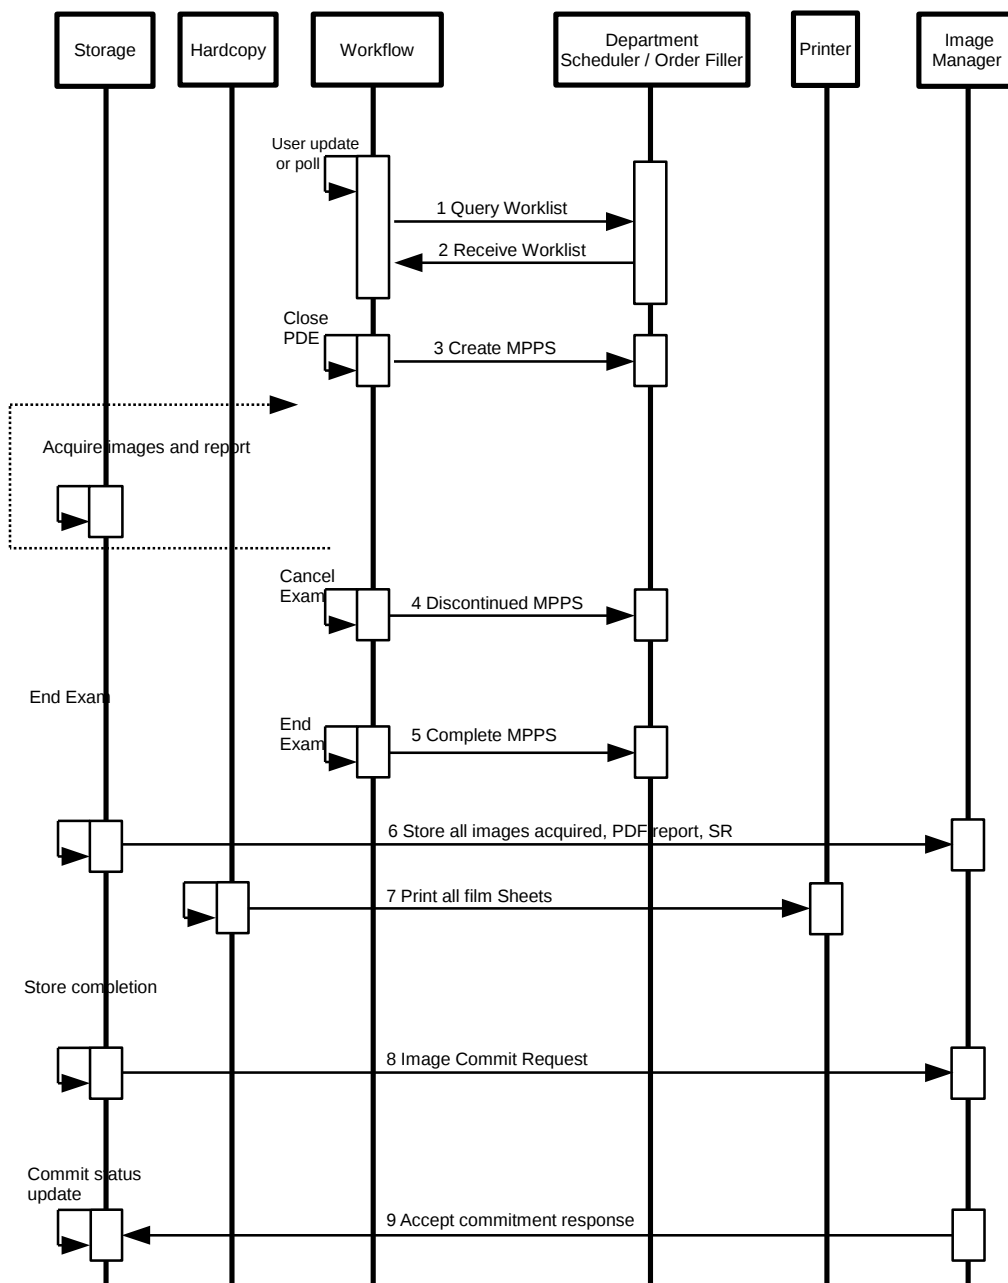 Storage
Hardcopy
Workflow
Department
Scheduler / Order Filler
Printer
Image
Manager
User update
or poll
1 Query Worklist
2 Receive Worklist
Close
PDE
3 Create MPPS
Acquire images and report
Cancel
Exam
4 Discontinued MPPS
End Exam
End
Exam
5 Complete MPPS
6 Store all images acquired, PDF report, SR
7 Print all film Sheets
Store completion
8 Image Commit Request
Commit status
update
9 Accept commitment response